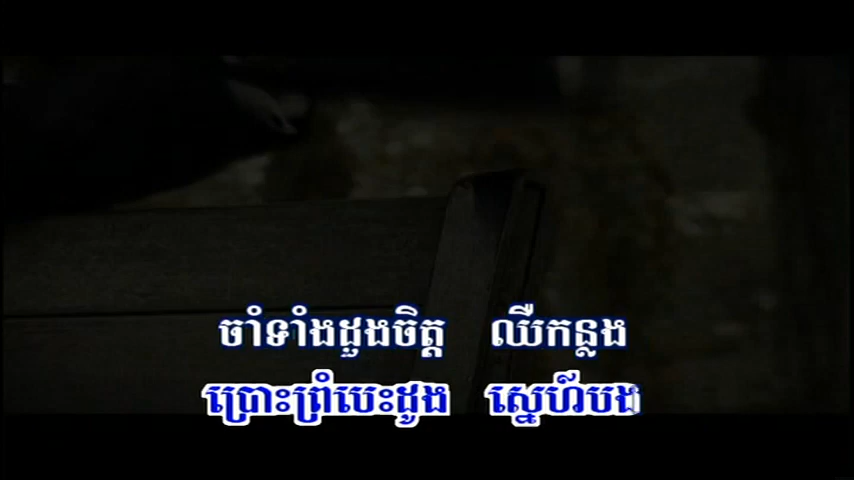 ចាំទាំងដួងចិត្ត ឈឺកន្លង
ប្រោះព្រំបេះដូង ស្នេហ៍បង